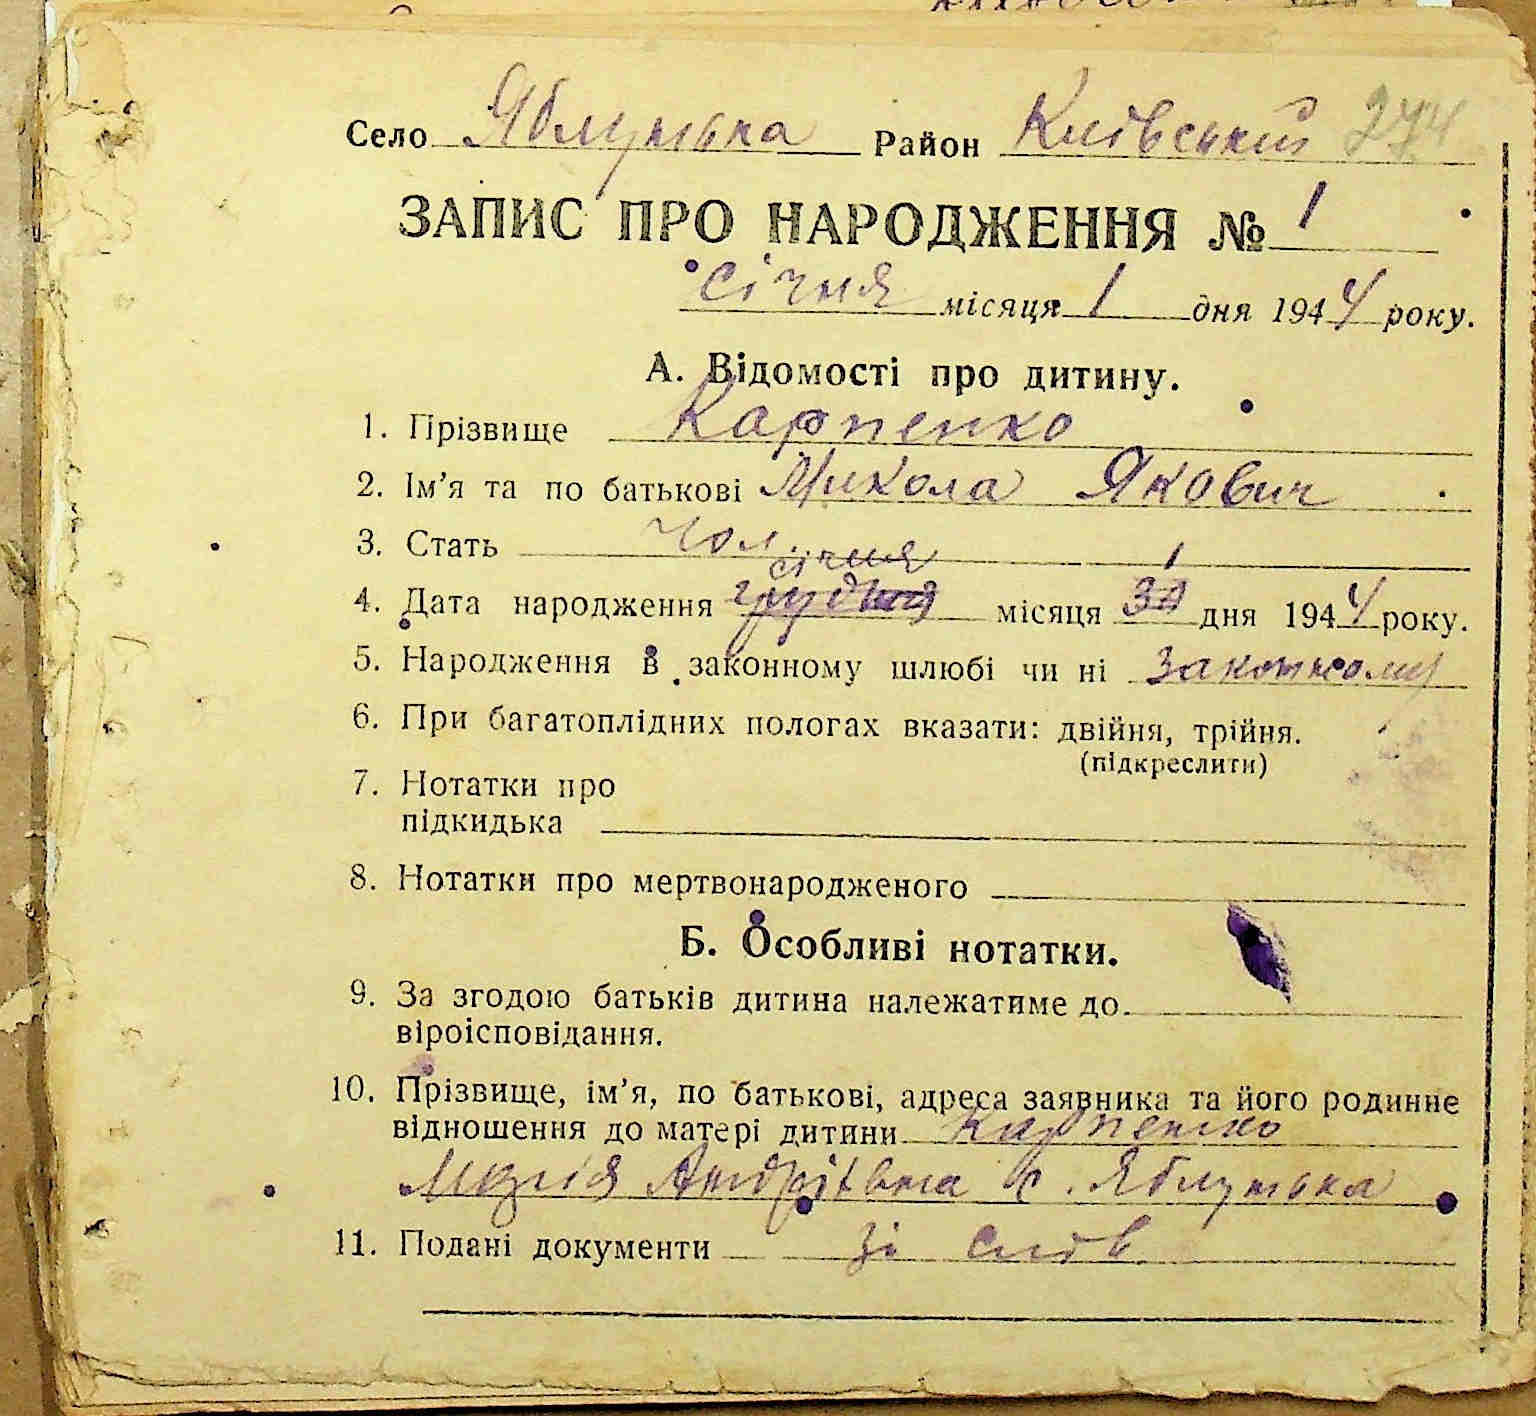 Село Яблунька Район Київський 274
ЗАПИС ПРО НАРОДЖЕННЯ № 1
січня місяця 1 дня 1944 року.
А. Відомості про дитину.
1. Прізвище Карпенко
2. Ім'я та по батькові Микола Якович
3. Стать Чол.
січня 1
4. Дата народження грудня місяця 30 дня 1944 року.
5. Народження в законному шлюбі чи ні законному
6. При багатоплідних пологах вказати: двійня, трійня.
(підкреслити)
7. Нотатки про
підкидька
8. Нотатки про мертвонародженого
Б. Особливі нотатки.
9. За згодою батьків дитина належатиме до
віроісповідання.
10. Прізвище, ім'я, по батькові, адреса заявника та його родинне
відношення до матері дитини Карпенко
Марія Андріївна с. Яблунька
11. Подані документи зі слів